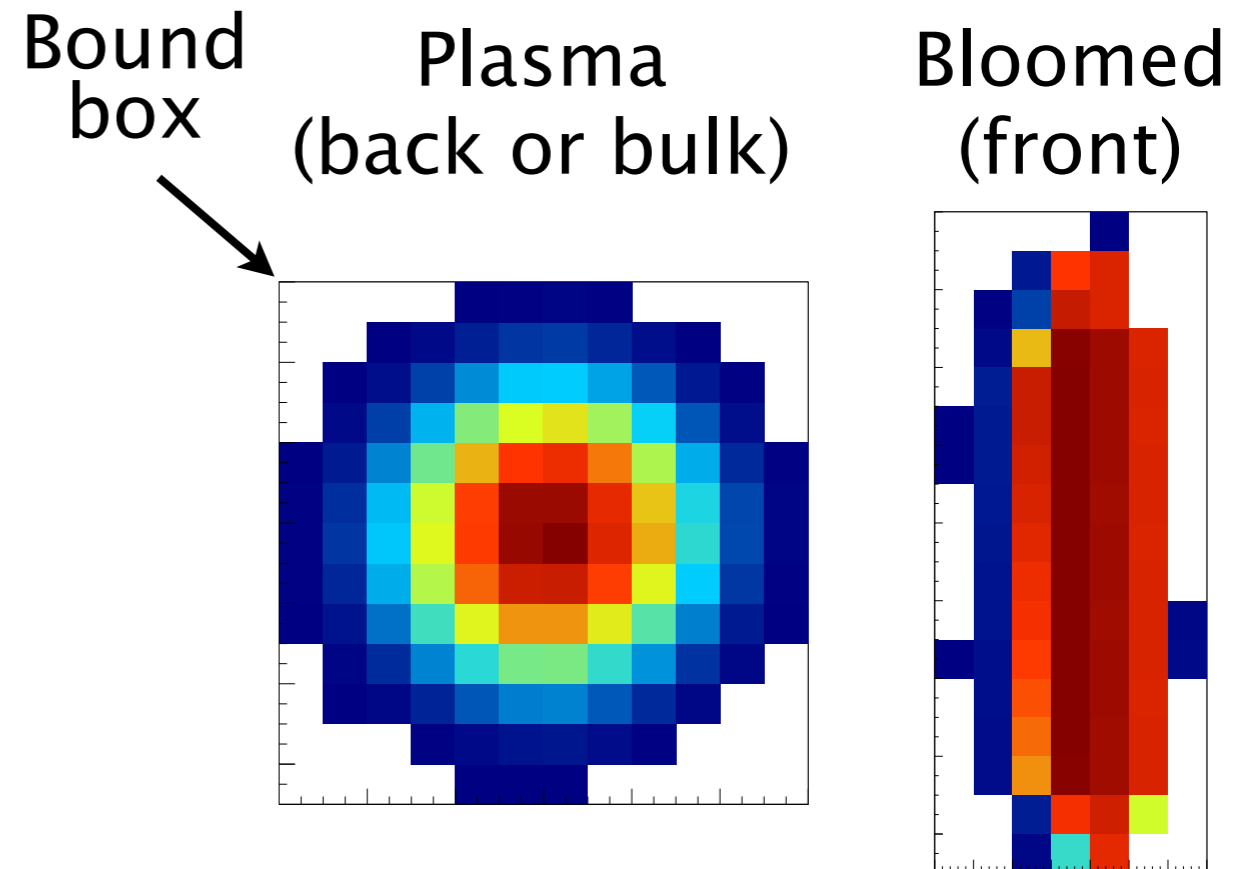 Bound
box
Plasma
(back or bulk)
Bloomed
(front)